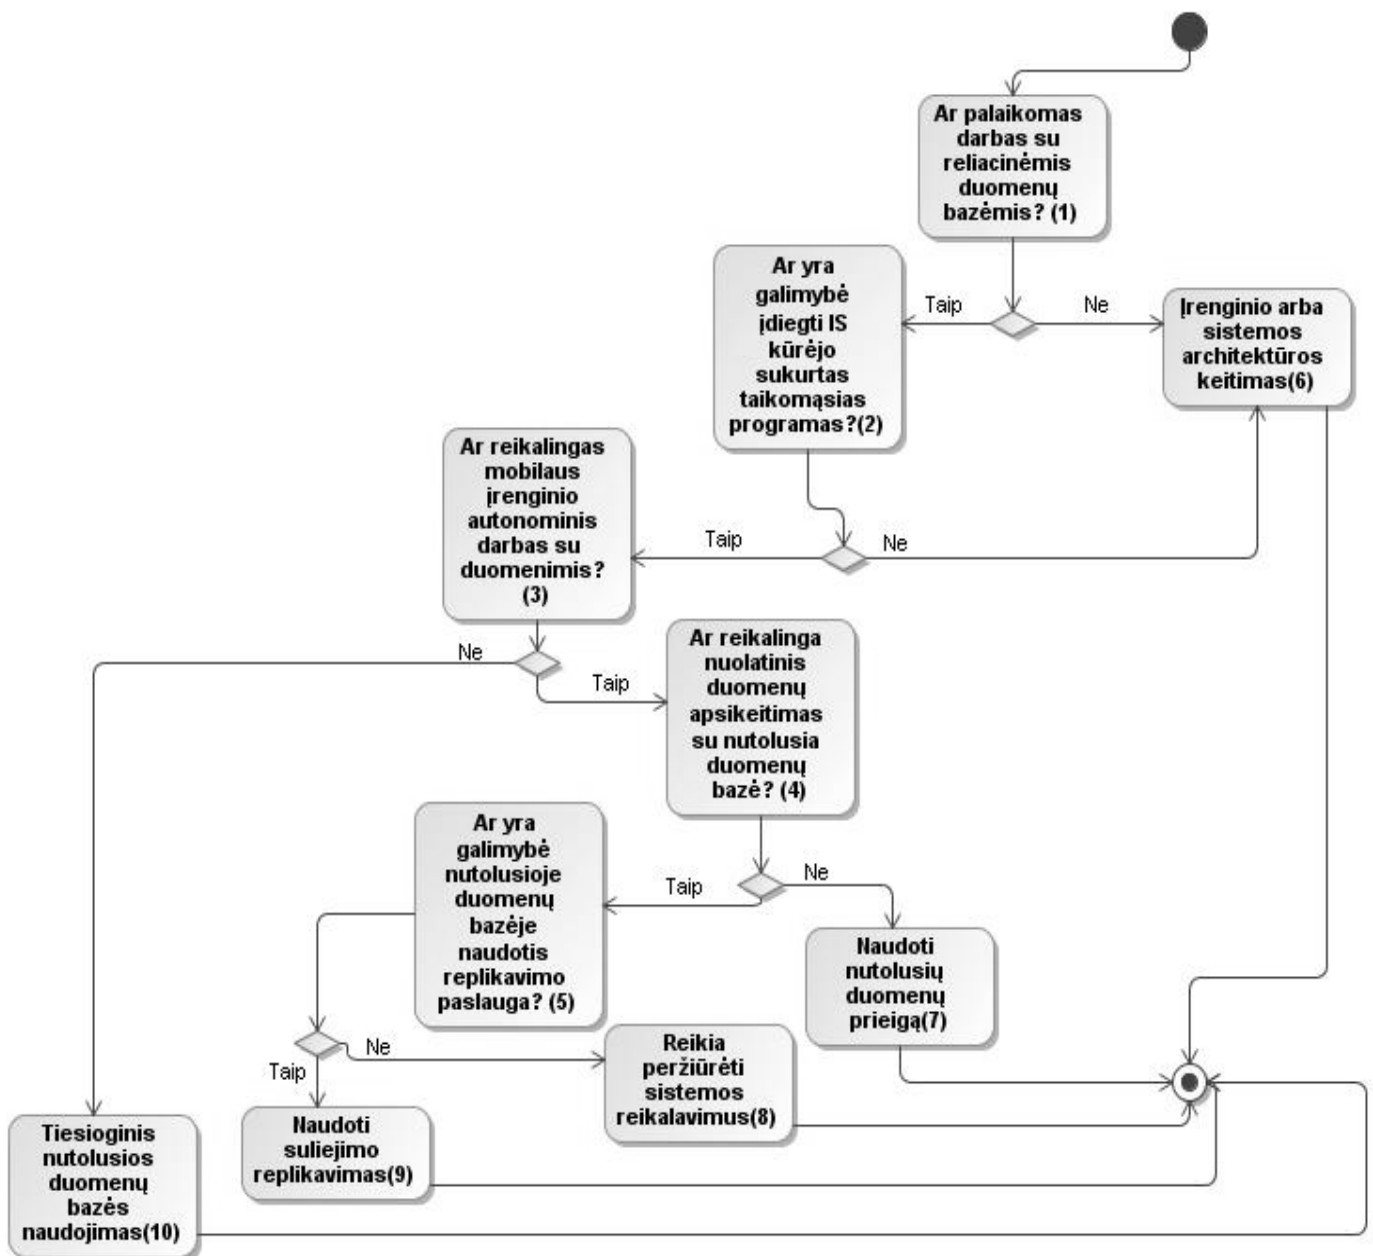 Ar palaikomas
darbas su
reliacinėmis
duomenų
bazėmis? (1)
Ar yra
galimybė
įdiegti IS
kūrėjo
sukurtas
taikomąsias
programas?(2)
Taip
Ne
Įrenginio arba
sistemos
architektūros
keitimas(6)
Ar reikalingas
mobilaus
įrenginio
autonominis
darbas su
duomenimis?
(3)
Taip
Ne
Ne
Taip
Ar reikalinga
nuolatinis
duomenų
apsikeitimas
su nutolusia
duomenų
bazė? (4)
Ar yra
galimybė
nutolusioje
duomenų
bazėje
naudotis
replikavimo
paslauga? (5)
Taip
Ne
Naudoti
nutolusių
duomenų
prieigą(7)
Ne
Taip
Reikia
peržiūrėti
sistemos
reikalavimus(8)
Naudoti
suliejimo
replikavimas(9)
Tiesioginis
nutolusios
duomenų
bazės
naudojimas(10)